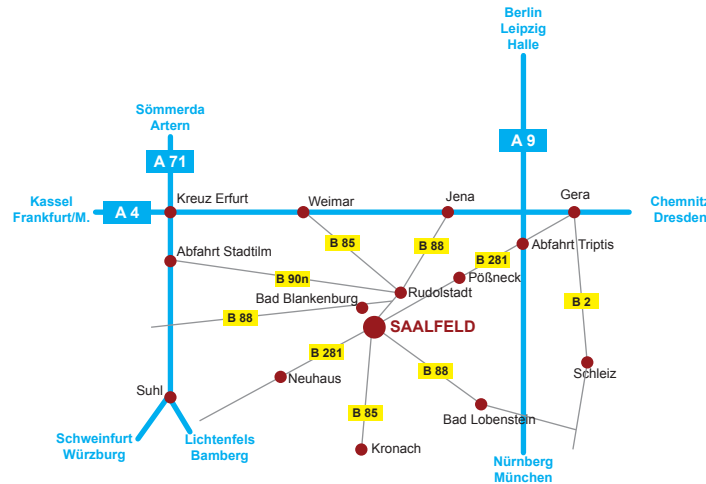 Berlin
Leipzig
Halle
Sömmerda
Artern
A 9
A 71
Kassel
Frankfurt/M.
A 4
Kreuz Erfurt
Weimar
Jena
Gera
Chemnitz
Dresden
B 85
B 88
B 281
Abfahrt Triptis
Abfahrt Stadtilm
B 90n
Pößneck
Rudolstadt
Bad Blankenburg
B 2
B 88
SAALFELD
B 281
B 88
Schleiz
Neuhaus
Suhl
B 85
Bad Lobenstein
Schweinfurt
Würzburg
Lichtenfels
Bamberg
Kronach
Nürnberg
München